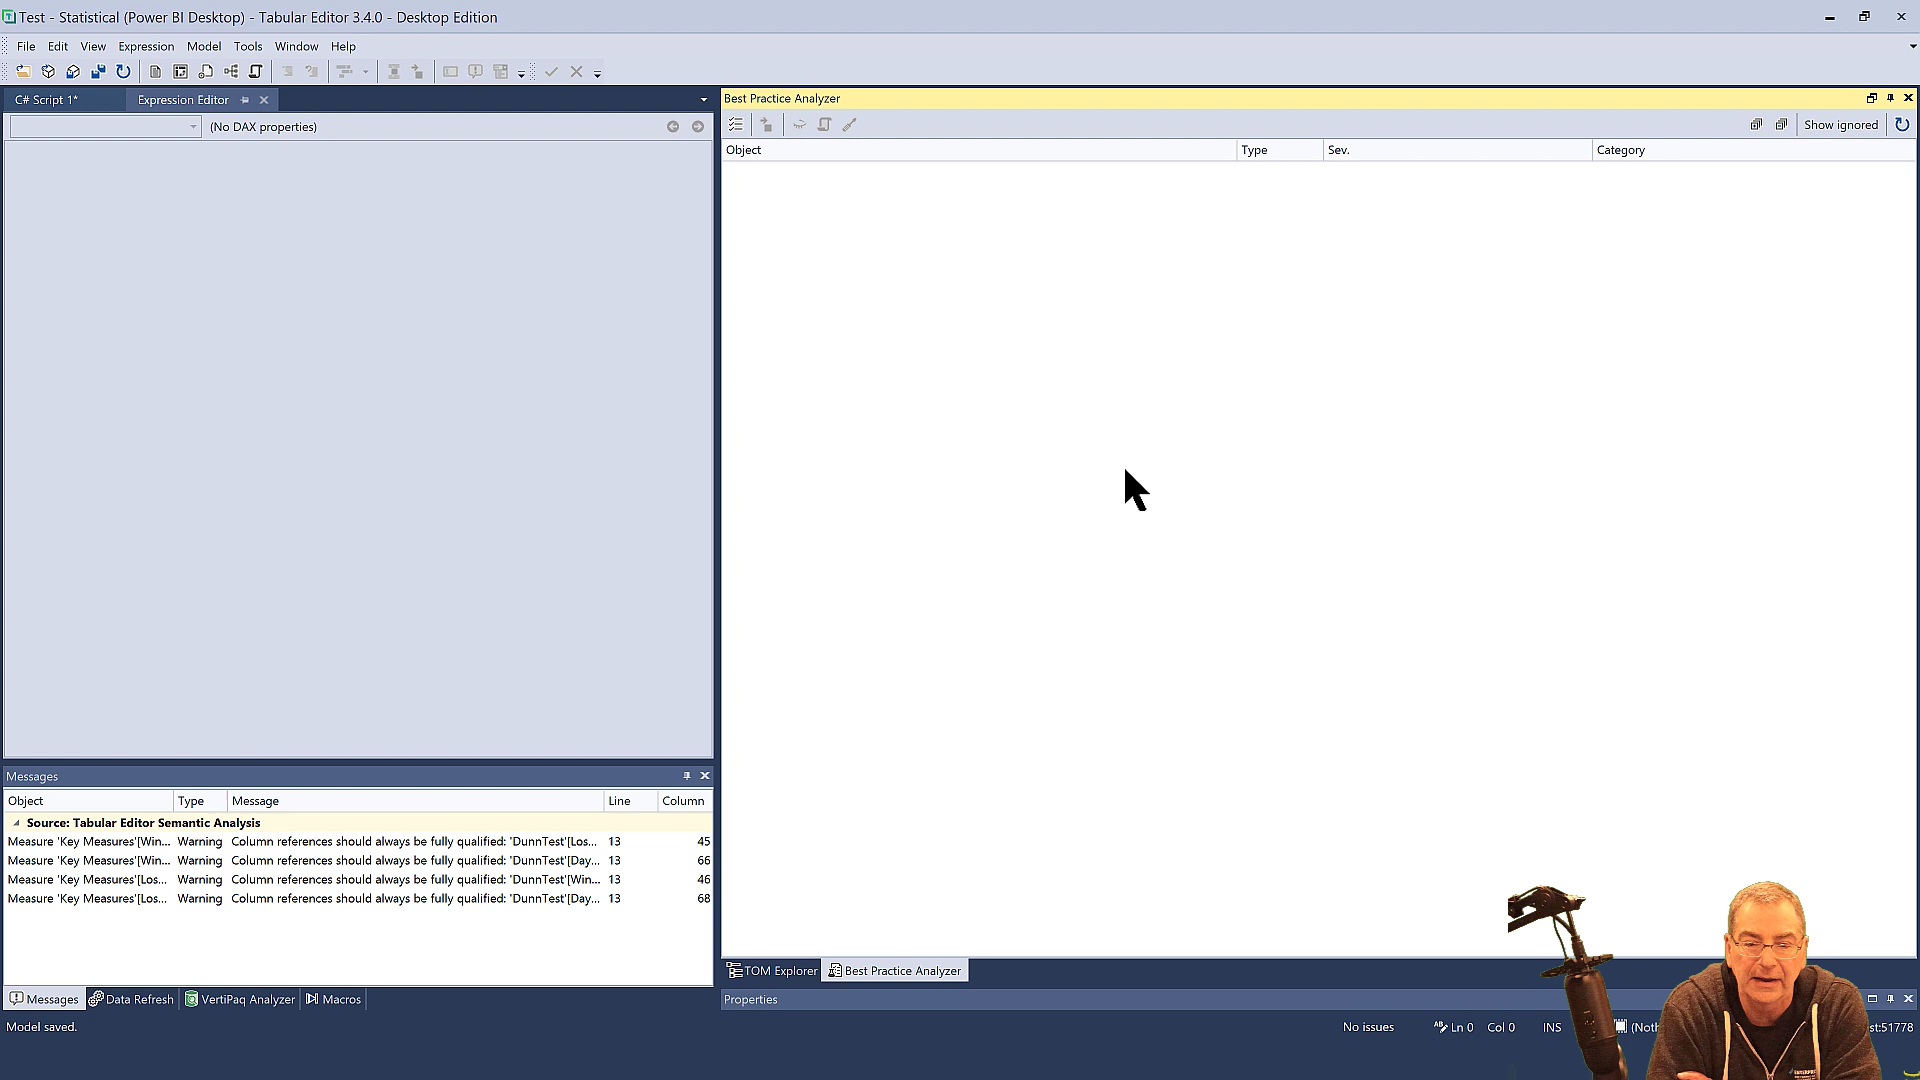 Test - Statistical (Power BI Desktop) - Tabular Editor 3.4.0 - Desktop Edition
File Edit View Expression Model Tools Window Help
C# Script 1* Expression Editor
(No DAX properties)
Best Practice Analyzer
Show ignored
Object Type Sev. Category
Messages
Object Type Message Line Column
Source: Tabular Editor Semantic Analysis
Measure 'Key Measures'[Win... Warning Column references should always be fully qualified: 'DunnTest'[Los... 13 45
Measure 'Key Measures'[Win... Warning Column references should always be fully qualified: 'DunnTest'[Day... 13 66
Measure 'Key Measures'[Los... Warning Column references should always be fully qualified: 'DunnTest'[Win... 13 46
Measure 'Key Measures'[Los... Warning Column references should always be fully qualified: 'DunnTest'[Day... 13 68
TOM Explorer Best Practice Analyzer
Messages Data Refresh VertiPaq Analyzer Macros
Properties
Model saved.
No issues Ln 0 Col 0 INS (Noth st:51778